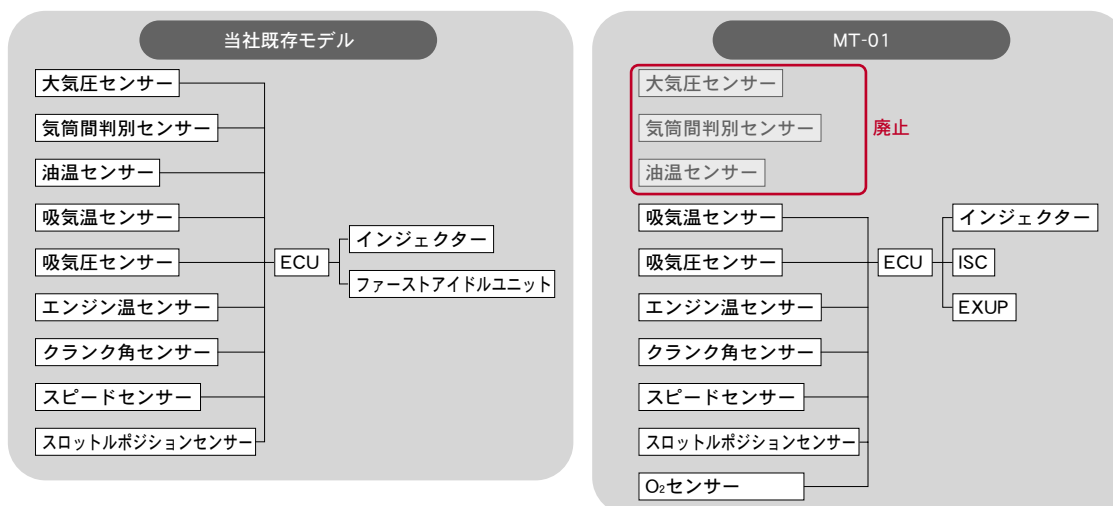 当社既存モデル
大気圧センサー
気筒間判別センサー
油温センサー
吸気温センサー
吸気圧センサー
エンジン温センサー
クランク角センサー
スピードセンサー
スロットルポジションセンサー
ECU
インジェクター
ファーストアイドルユニット
MT-01
大気圧センサー
気筒間判別センサー
油温センサー
廃止
吸気温センサー
吸気圧センサー
エンジン温センサー
クランク角センサー
スピードセンサー
スロットルポジションセンサー
O₂センサー
ECU
インジェクター
ISC
EXUP